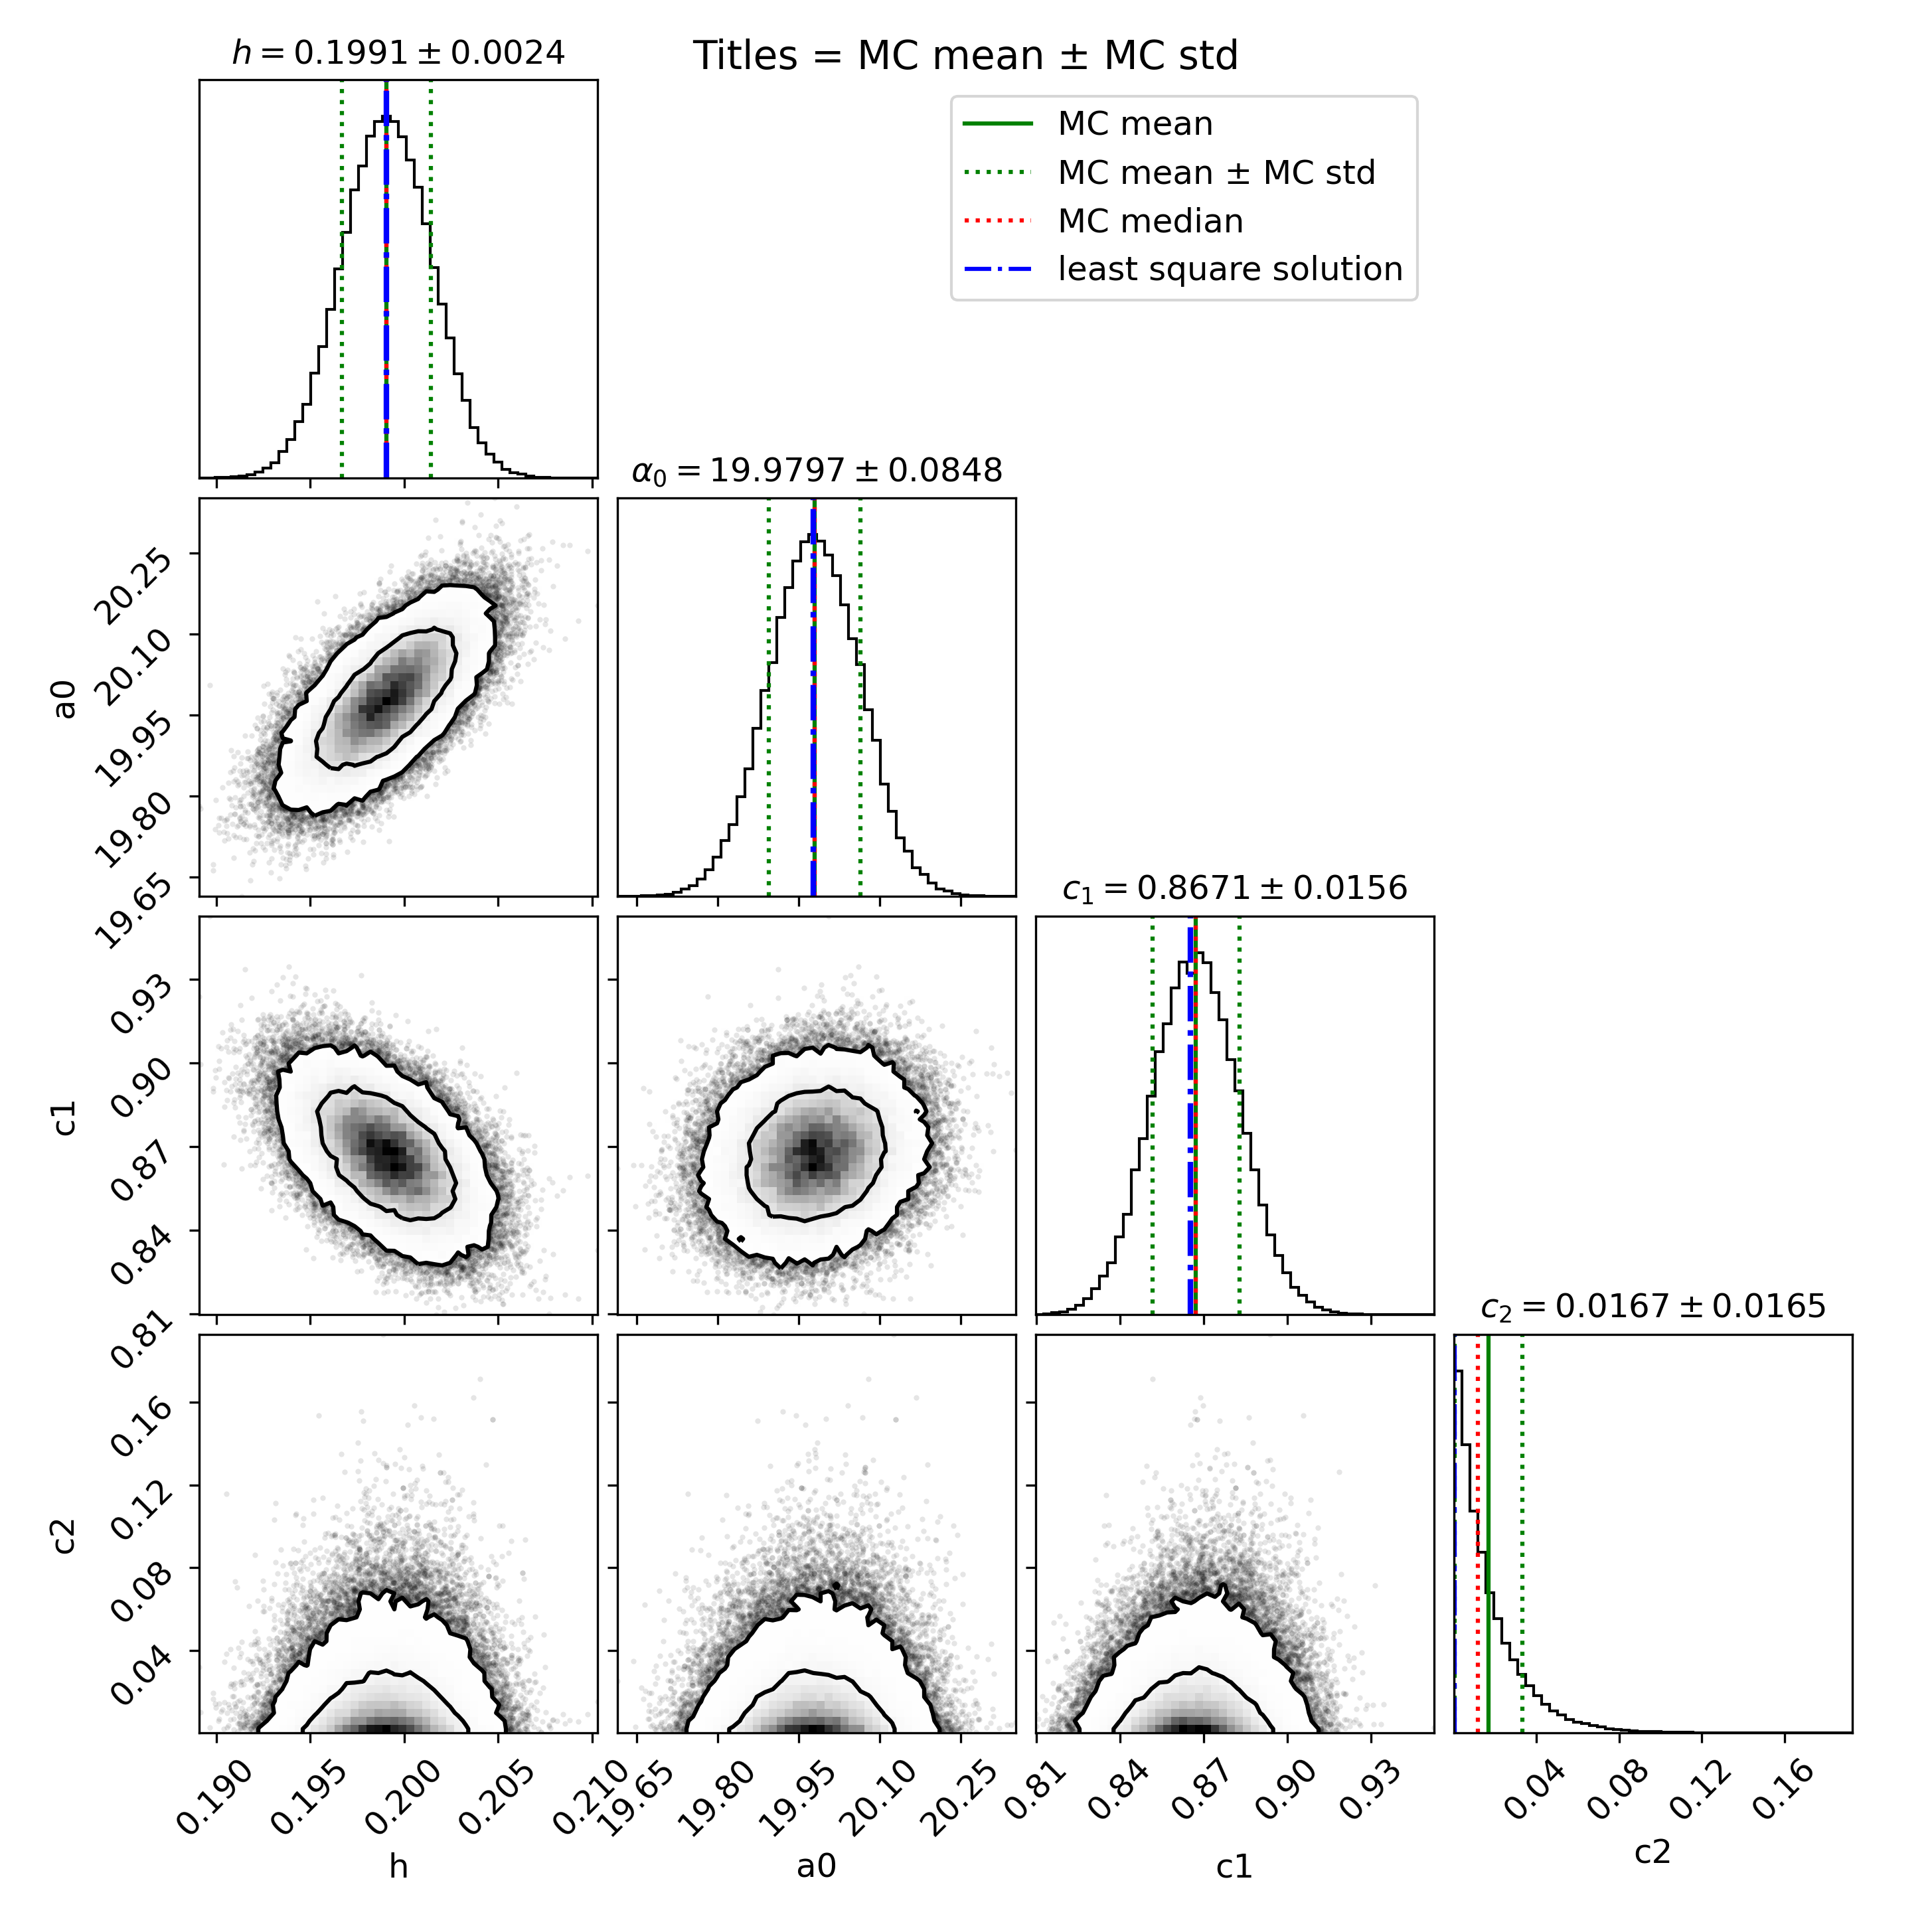 h = 0.1991 ± 0.0024
Titles = MC mean ± MC std
MC mean
MC mean ± MC std
MC median
least square solution
α₀ = 19.9797 ± 0.0848
a0
20.25
20.10
19.95
19.80
19.65
c₁ = 0.8671 ± 0.0156
c1
0.93
0.90
0.87
0.84
0.81
c₂ = 0.0167 ± 0.0165
c2
0.16
0.12
0.08
0.04
0.190
0.195
0.200
0.205
0.210
h
19.65
19.80
19.95
20.10
20.25
a0
0.81
0.84
0.87
0.90
0.93
c1
0.04
0.08
0.12
0.16
c2